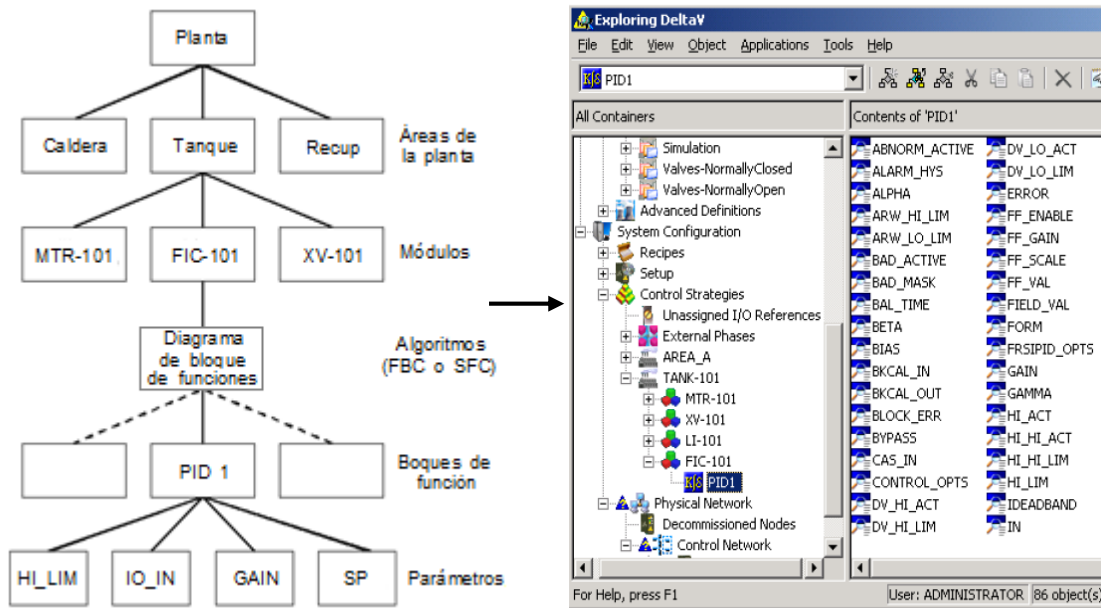 Planta
Caldera
Tanque
Recup
Áreas de
la planta
MTR-101
FIC-101
XV-101
Módulos
Diagrama
de bloque
de funciones
Algoritmos
(FBC o SFC)
PID 1
Boques de
función
HI_LIM
IO_IN
GAIN
SP
Parámetros
Exploring DeltaV
File Edit View Object Applications Tools Help
PID1
All Containers
Simulation
Valves-NormallyClosed
Valves-NormallyOpen
Advanced Definitions
System Configuration
Recipes
Setup
Control Strategies
Unassigned I/O References
External Phases
AREA_A
TANK-101
MTR-101
XV-101
LI-101
FIC-101
PID1
Physical Network
Decommissioned Nodes
Control Network
Contents of 'PID1'
ABNORM_ACTIVE
ALARM_HYS
ALPHA
ARW_HI_LIM
ARW_LO_LIM
BAD_ACTIVE
BAD_MASK
BAL_TIME
BETA
BIAS
BKCAL_IN
BKCAL_OUT
BLOCK_ERR
BYPASS
CAS_IN
CONTROL_OPTS
DV_HI_ACT
DV_HI_LIM
DV_LO_ACT
DV_LO_LIM
ERROR
FF_ENABLE
FF_GAIN
FF_SCALE
FF_VAL
FIELD_VAL
FORM
FRSIPID_OPTS
GAIN
GAMMA
HI_ACT
HI_HI_ACT
HI_HI_LIM
HI_LIM
IDEADBAND
IN
For Help, press F1
User: ADMINISTRATOR
86 object(s)